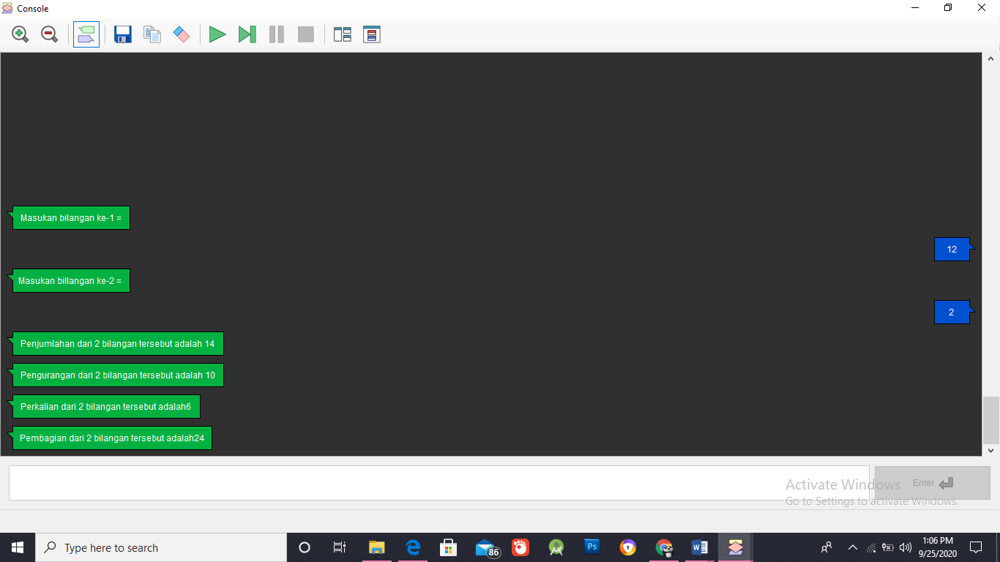 Console
Masukan bilangan ke-1 =
12
Masukan billangan ke-2 =
2
Penjumlahan dari 2 bilangan tersebut adalah 14
Pengurangan dari 2 bilangan tersebut adalah 10
Perkalian dari 2 bilangan tersebut adalah6
Pembagian dari 2 bilangan tersebut adalah24
Enter
Activate Windows
Go to Settings to activate Windows.
Type here to search
86
Ps
W
1:06 PM
9/25/2020